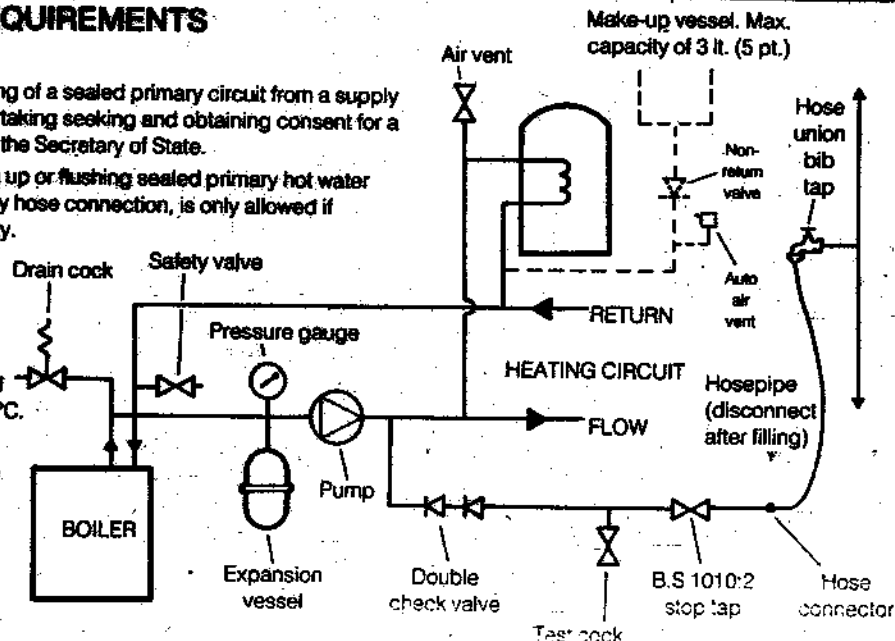 QUIREMENTS
ng of a sealed primary circuit from a supply
taking seeking and obtaining consent for a
the Secretary of State.
up or flushing sealed primary hot water
y hose connection, is only allowed if
y.
Make-up vessel. Max.
capacity of 3 lt. (5 pt.)
Air vent
Hose
union
bib
tap
Non-
return
valve
Auto
air
vent
Drain cock
Safety valve
Pressure gauge
RETURN
HEATING CIRCUIT
FLOW
°C.
Hosepipe
(disconnect
after filling)
Pump
BOILER
Expansion
vessel
Double
check valve
Test cock
B.S 1010:2
stop tap
Hose
connector